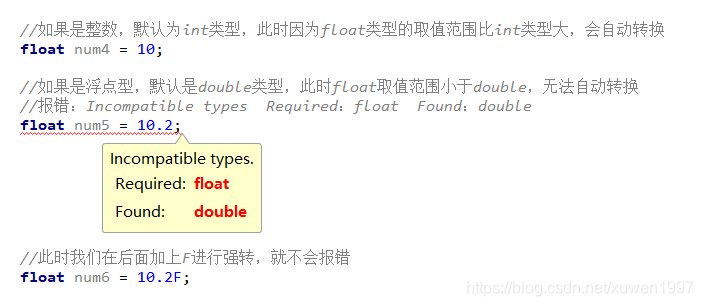 //如果是整数，默认为int类型，此时因为float类型的取值范围比int类型大，会自动转换
float num4 = 10;
//如果是浮点型，默认是double类型，此时float取值范围小于double，无法自动转换
//报错：Incompatible types  Required：float  Found：double
float num5 = 10.2;
Incompatible types.
Required: float
Found: double
//此时我们在后面加上F进行强转，就不会报错
float num6 = 10.2F;
https://blog.csdn.net/xuwen1997